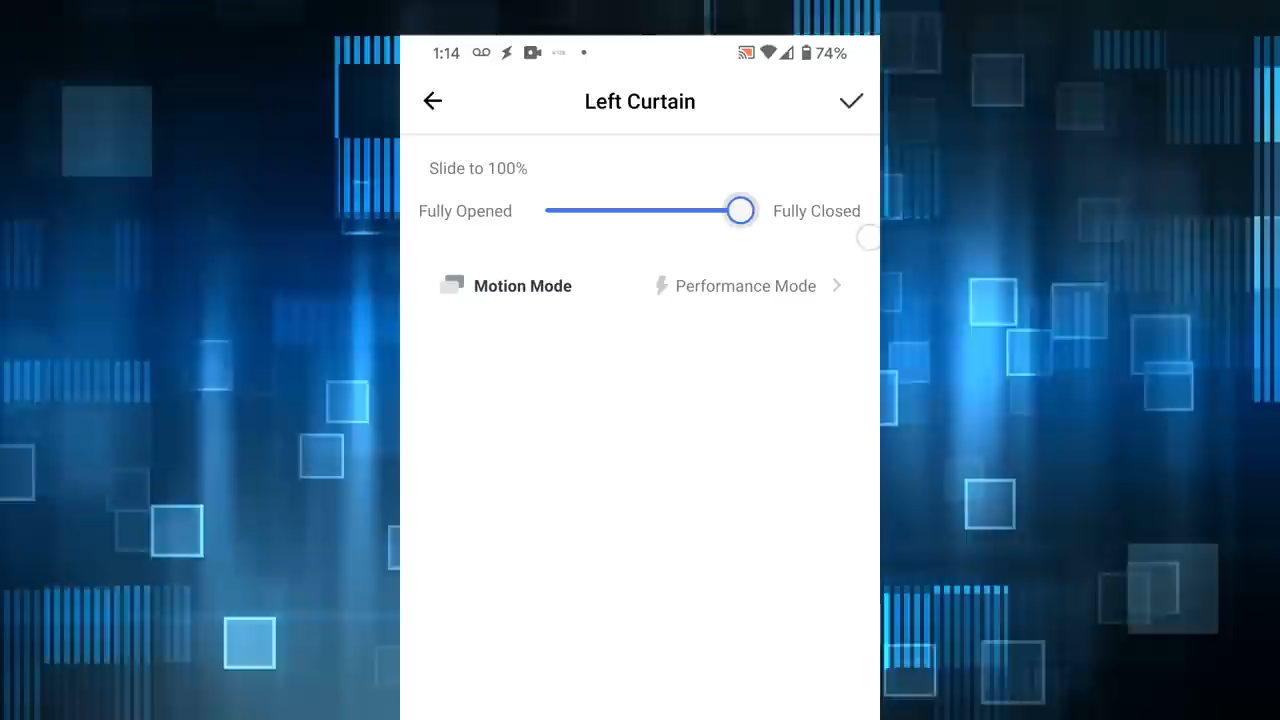 1:14 74%
Left Curtain
Slide to 100%
Fully Opened Fully Closed
Motion Mode Performance Mode